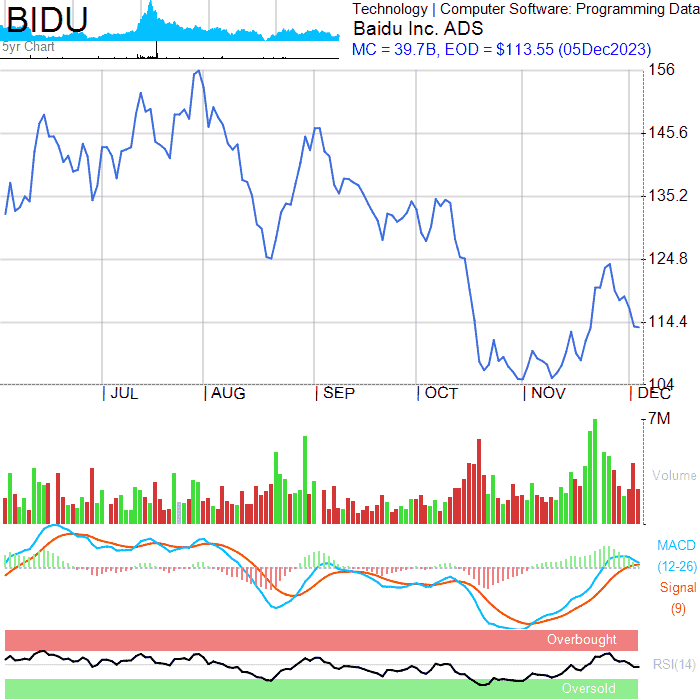 BIDU
5yr Chart
Technology | Computer Software: Programming Data
Baidu Inc. ADS
MC = 39.7B, EOD = $113.55 (05Dec2023)
156
145.6
135.2
124.8
114.4
104
JUL AUG SEP OCT NOV DEC
7M
Volume
MACD
(12-26)
Signal
(9)
Overbought
RSI(14)
Oversold